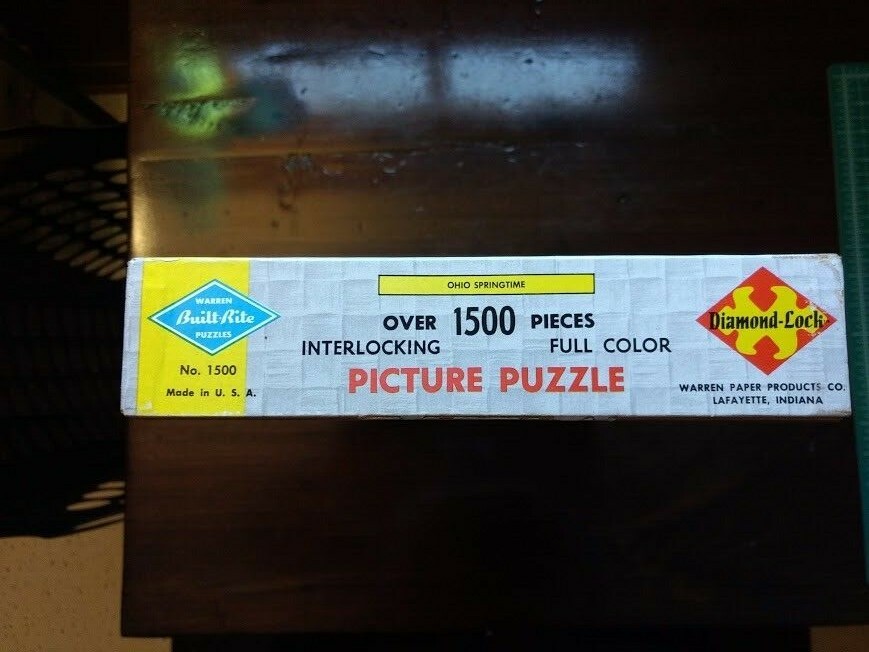 WARREN
Built-Rite
PUZZLES
No. 1500
Made in U. S. A.
OHIO SPRINGTIME
OVER 1500 PIECES
INTERLOCKING FULL COLOR
PICTURE PUZZLE
Diamond-Lock
WARREN PAPER PRODUCTS CO.
LAFAYETTE, INDIANA